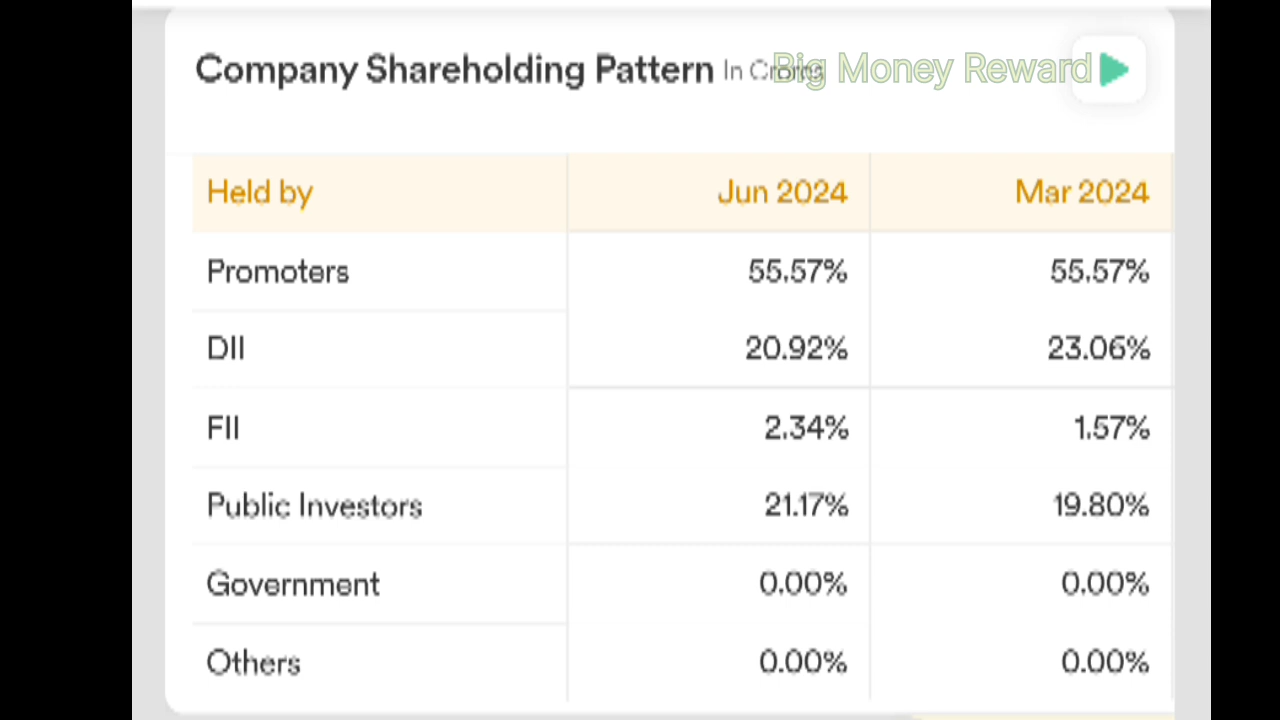 Company Shareholding Pattern In Crores Big Money Reward
Held by Jun 2024 Mar 2024
Promoters 55.57% 55.57%
DII 20.92% 23.06%
FII 2.34% 1.57%
Public Investors 21.17% 19.80%
Government 0.00% 0.00%
Others 0.00% 0.00%